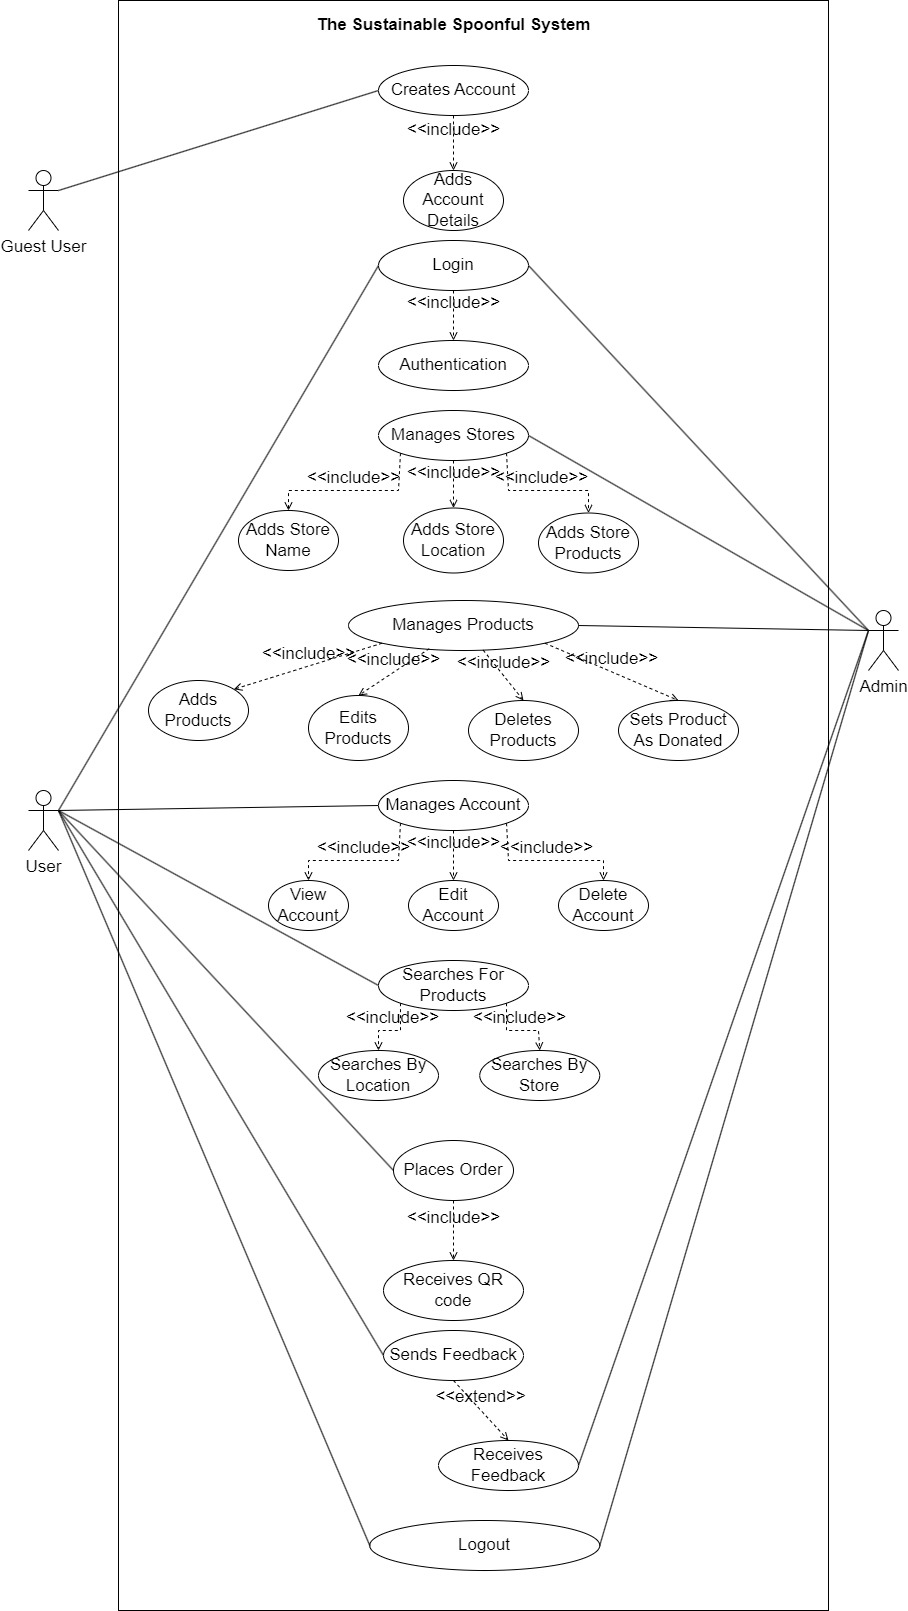 The Sustainable Spoonful System
Creates Account
<<include>>
Adds
Account
Details
Guest User
Login
<<include>>
Authentication
Manages Stores
<<include>>
<<include>>
<<include>>
Adds Store
Name
Adds Store
Location
Adds Store
Products
Manages Products
<<include>>
<<include>>
<<include>>
<<include>>
Adds
Products
Edits
Products
Deletes
Products
Sets Product
As Donated
Admin
Manages Account
<<include>>
<<include>>
<<include>>
User
View
Account
Edit
Account
Delete
Account
Searches For
Products
<<include>>
<<include>>
Searches By
Location
Searches By
Store
Places Order
<<include>>
Receives QR
code
Sends Feedback
<<extend>>
Receives
Feedback
Logout